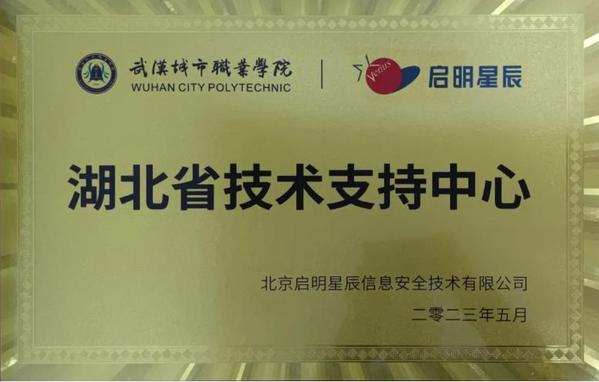 武漢城市職業學院
WUHAN CITY POLYTECHNIC
Venus
启明星辰
湖北省技术支持中心
北京启明星辰信息安全技术有限公司
二零二三年五月